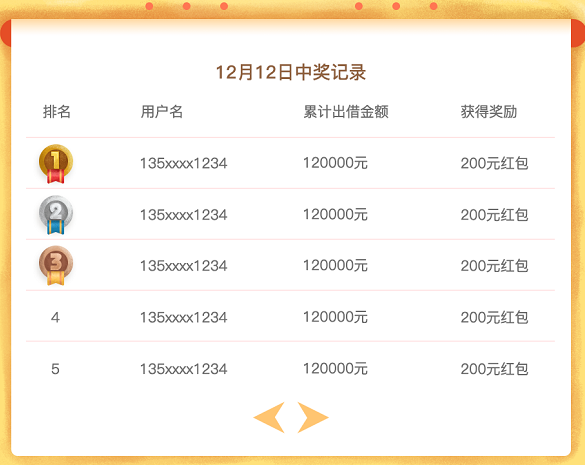 12月12日中奖记录
排名 用户名 累计出借金额 获得奖励
1 135xxxx1234 120000元 200元红包
2 135xxxx1234 120000元 200元红包
3 135xxxx1234 120000元 200元红包
4 135xxxx1234 120000元 200元红包
5 135xxxx1234 120000元 200元红包